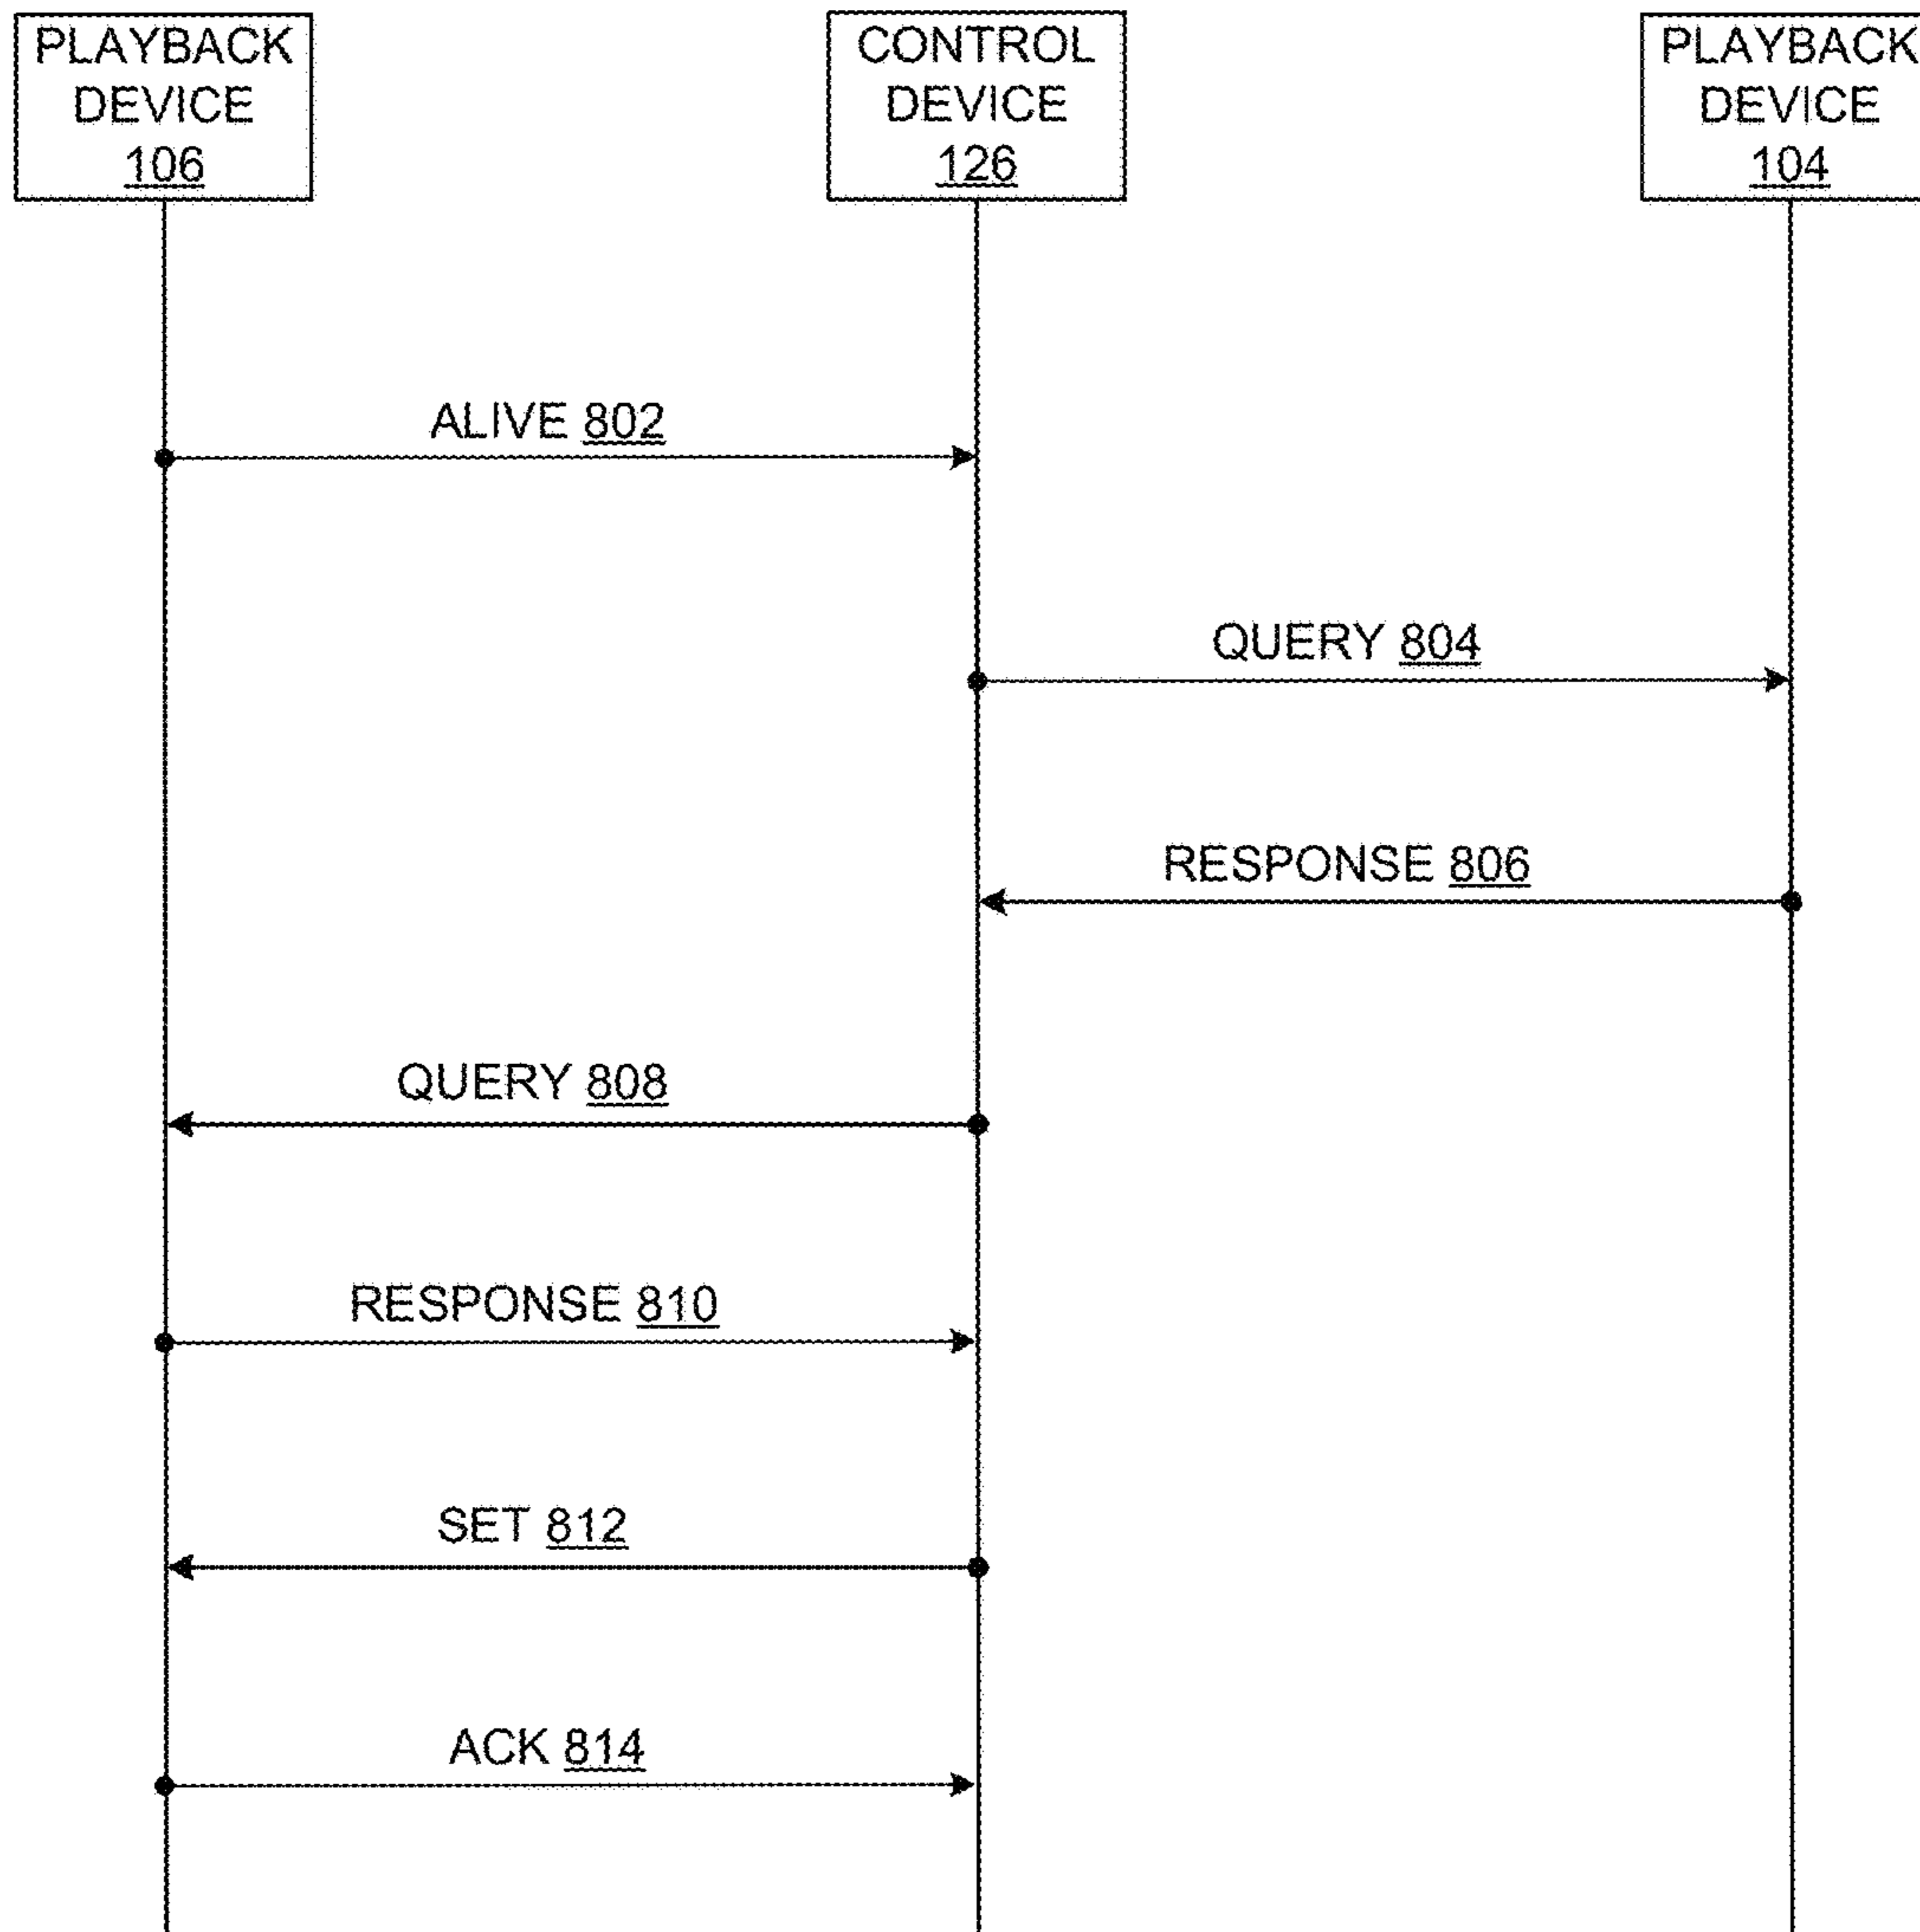 PLAYBACK
DEVICE
106
CONTROL
DEVICE
126
PLAYBACK
DEVICE
104
ALIVE 802
QUERY 804
RESPONSE 806
QUERY 808
RESPONSE 810
SET 812
ACK 814